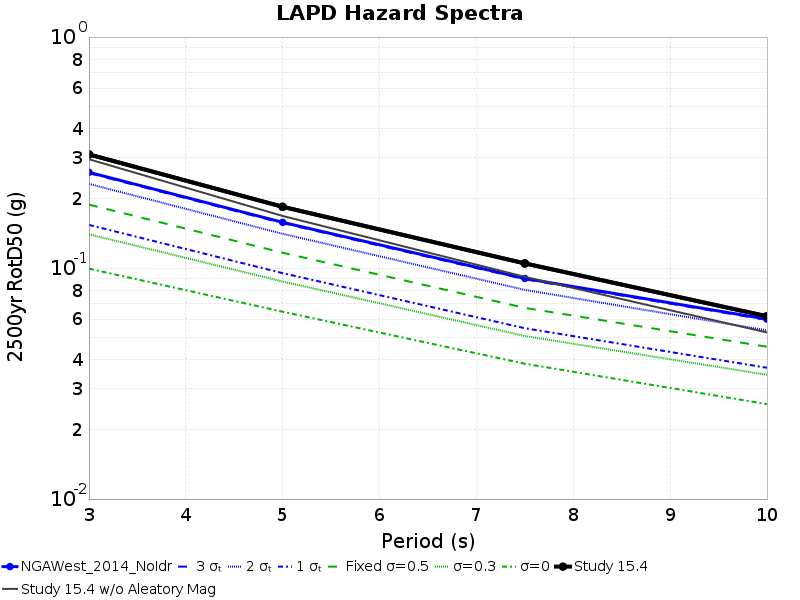 LAPD Hazard Spectra
2500yr RotD50 (g)
10^0
8
6
4
3
2
10^-1
8
6
4
3
2
10^-2
3 4 5 6 7 8 9 10
Period (s)
NGAWest_2014_NoIdr 3 σₜ 2 σₜ 1 σₜ Fixed σ=0.5 σ=0.3 σ=0 Study 15.4
Study 15.4 w/o Aleatory Mag